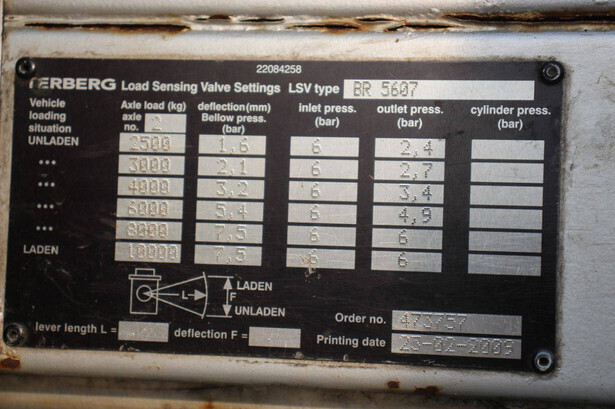 22084258
TERBERG Load Sensing Valve Settings LSV type BR 5607
Vehicle loading situation
Axle load (kg) axle no. 2
deflection(mm) Bellow press. (bar)
inlet press. (bar)
outlet press. (bar)
cylinder press. (bar)
UNLADEN 2500 1,6 6 2,4
... 3000 2,1 6 2,7
... 4000 3,2 6 3,4
... 6000 5,4 6 4,9
... 8000 7,5 6 6
LADEN 10000 7,5 6 6
LADEN
L F
UNLADEN
lever length L = deflection F =
Order no. 473757
Printing date 23-02-2009